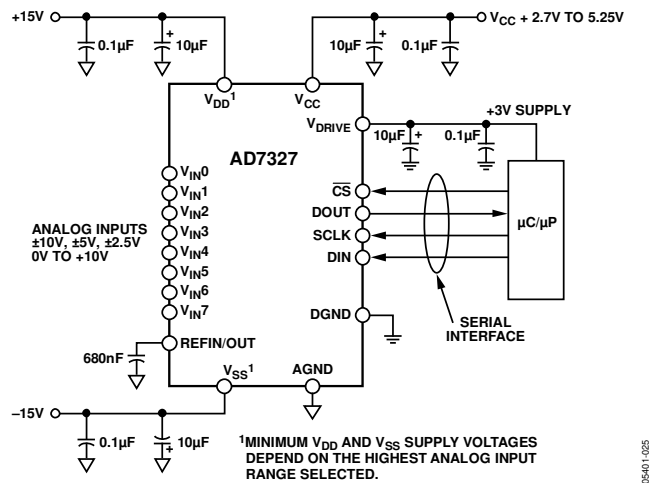 +15V
0.1µF
10µF
+
10µF
+
0.1µF
VCC + 2.7V TO 5.25V
VDD1
VCC
VDRIVE
+3V SUPPLY
10µF
+
0.1µF
AD7327
CS
DOUT
SCLK
DIN
µC/µP
VIN0
VIN1
VIN2
VIN3
VIN4
VIN5
VIN6
VIN7
ANALOG INPUTS
±10V, ±5V, ±2.5V
0V TO +10V
DGND
SERIAL
INTERFACE
REFIN/OUT
680nF
VSS1
AGND
–15V
0.1µF
10µF
+
1MINIMUM VDD AND VSS SUPPLY VOLTAGES
DEPEND ON THE HIGHEST ANALOG INPUT
RANGE SELECTED.
05401-025